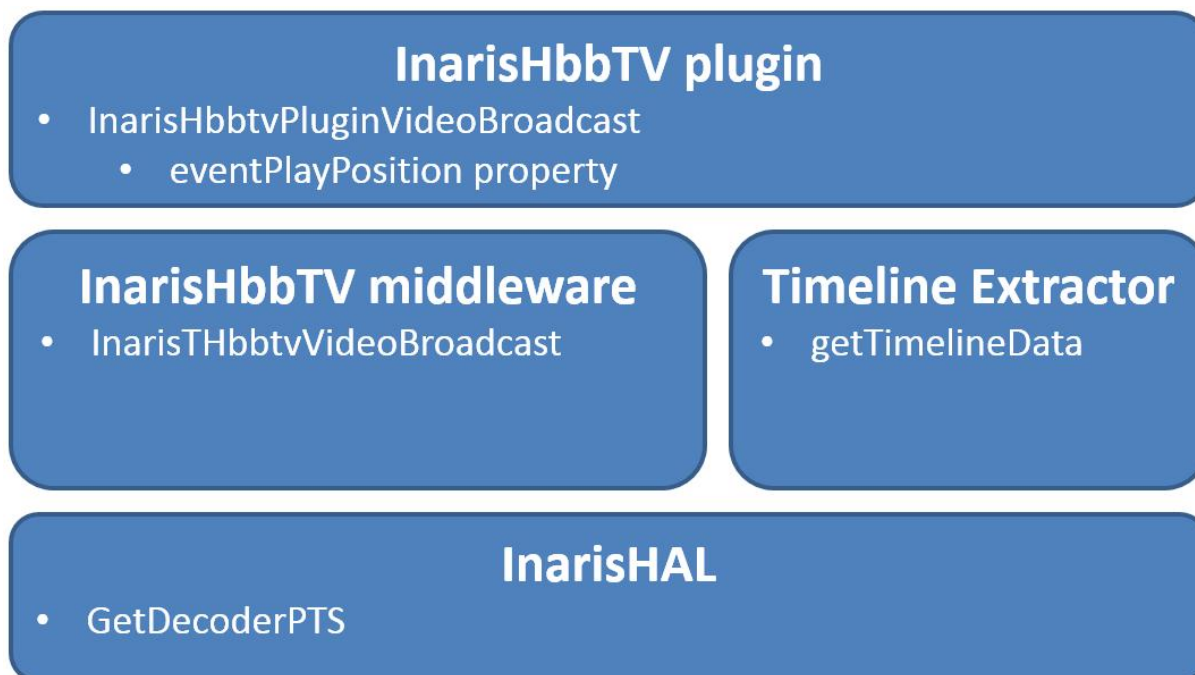 InarisHbbTV plugin
• InarisHbbtvPluginVideoBroadcast
• eventPlayPosition property
InarisHbbTV middleware
• InarisTHbbtvVideoBroadcast
Timeline Extractor
• getTimelineData
InarisHAL
• GetDecoderPTS